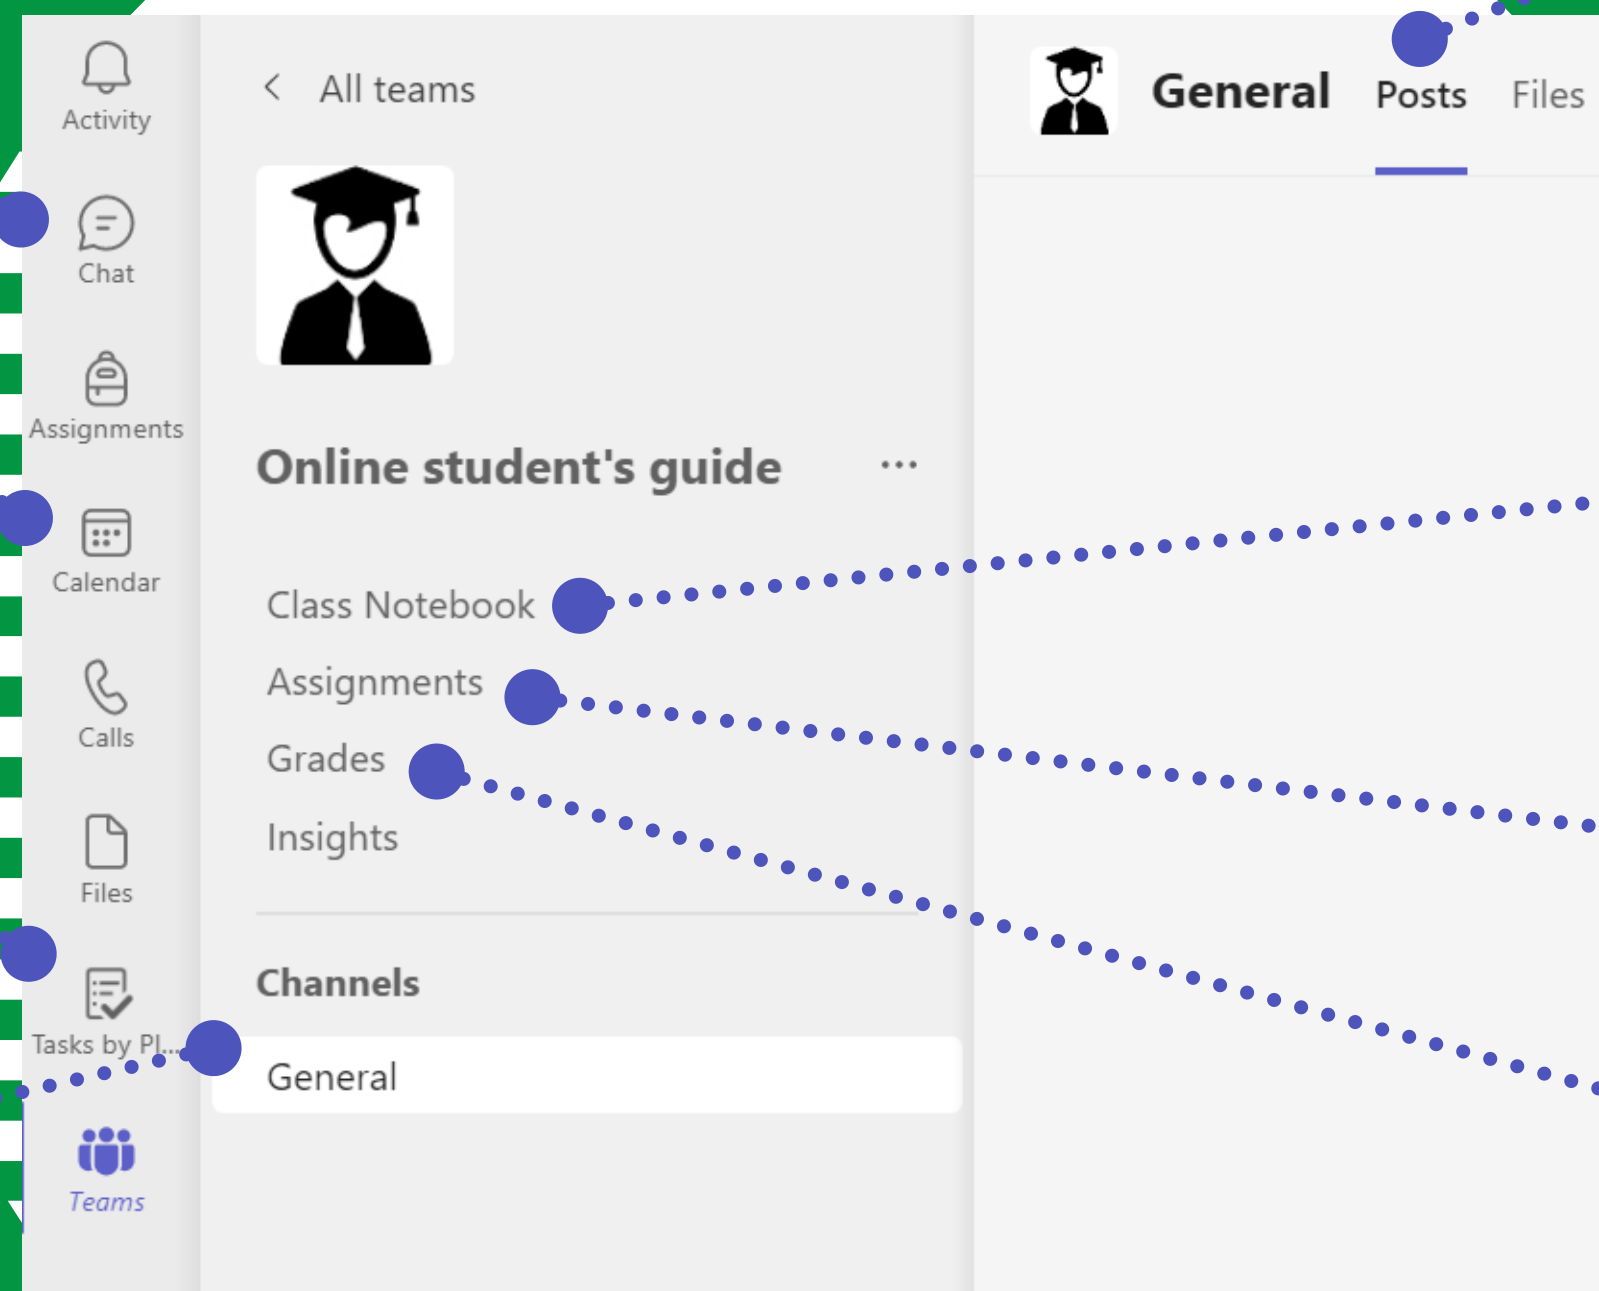 Activity
Chat
Assignments
Calendar
Calls
Files
Tasks by Pl...
Teams
All teams
Online student's guide
...
Class Notebook
Assignments
Grades
Insights
Channels
General
General Posts Files